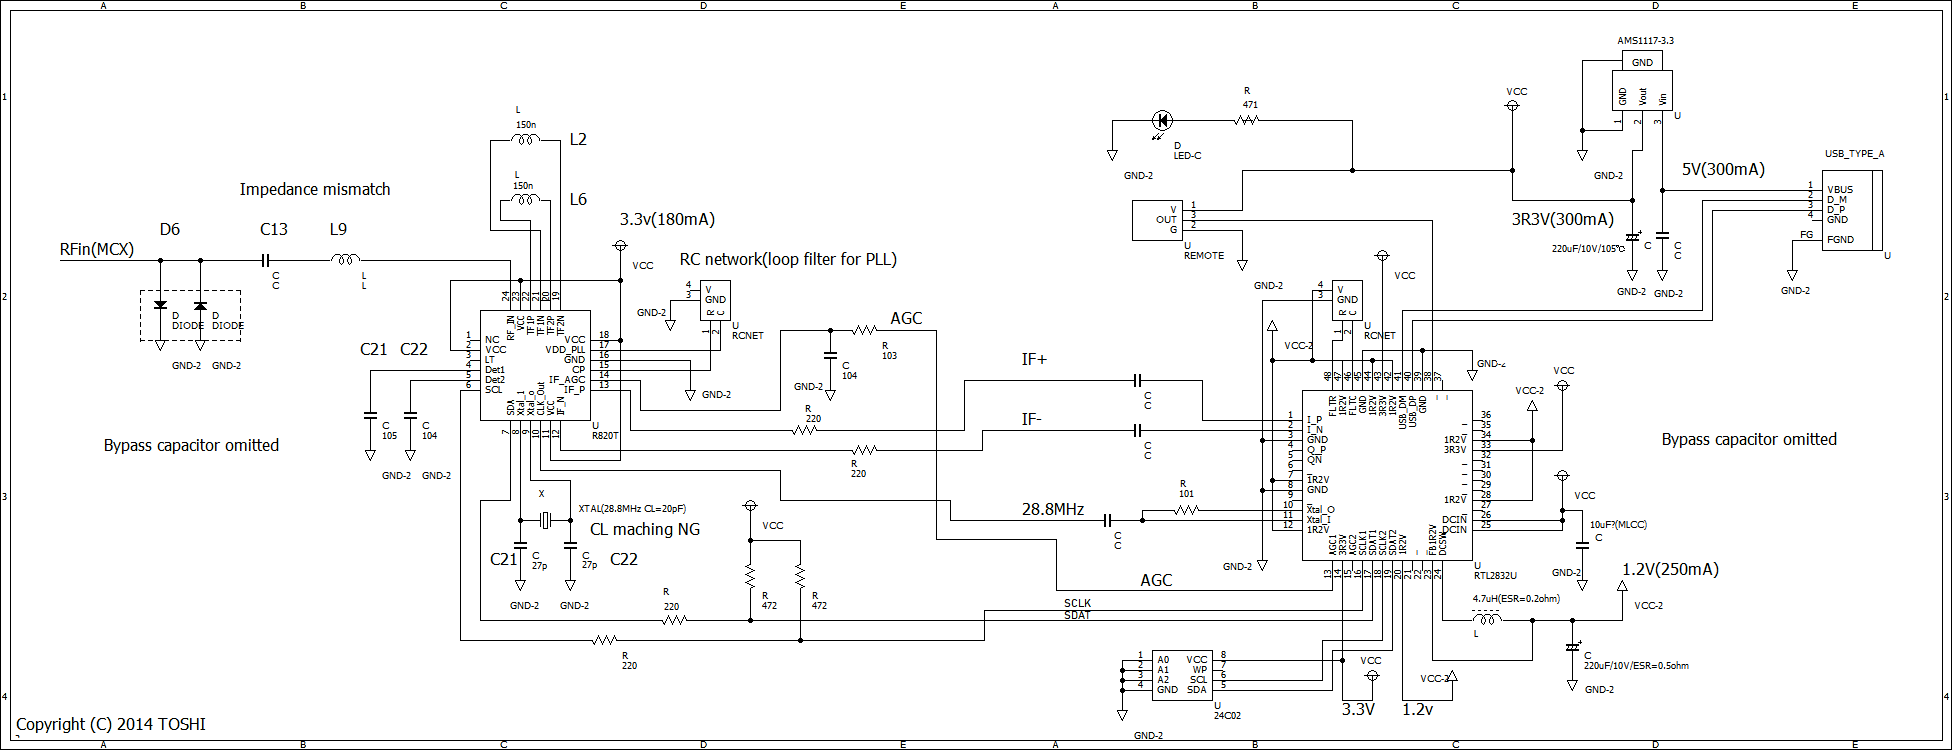 A B C D E A B C D E
1
2
3
4
AMS1117-3.3
GND
GND
Vout
Vin
1
2
3
U
USB_TYPE_A
5V(300mA)
1 VBUS
2 D_M
3 D_P
4 GND
FG FGND
U
GND-2
VCC
R
471
D
LED-C
GND-2
3R3V(300mA)
220uF/10V/105℃
C
C
C
GND-2
GND-2
GND-2
V 1
OUT 3
G 2
U
REMOTE
GND-2
L
150n
L2
L
150n
L6
Impedance mismatch
D6
C13
L9
RFin(MCX)
C
C
L
L
D
DIODE
D
DIODE
GND-2
GND-2
3.3v(180mA)
VCC
RC network(loop filter for PLL)
4 V
3 GND
R C
1 2
U
RCNET
GND-2
AGC
R
103
C
104
GND-2
24 23 22 21 20 19
RF_IN VCC TF1P TF1N TF2P TF2N
1 NC
2 VCC
3 LT
4 Det1
5 Det2
6 SCL
VCC 18
VDD_PLL 17
GND 16
CP 15
IF_AGC 14
IF_P 13
SDA Xtal_1 Xtal_o CLK_Out VCC IF_N
7 8 9 10 11 12
U
R820T
GND-2
C21
C22
C
105
C
104
GND-2
GND-2
Bypass capacitor omitted
R
220
R
220
IF+
IF-
C
C
C
C
X
XTAL(28.8MHz CL=20pF)
CL maching NG
C21
C
27p
C
27p
C22
GND-2
GND-2
VCC
R
472
R
472
R
220
R
220
28.8MHz
C
C
R
101
AGC
SCLK
SDAT
4 V
3 GND
R C
1 2
U
RCNET
GND-2
VCC
VCC-2
GND-2
48 47 46 45 44 43 42 41 40 39 38 37
FLTR 1R2V FLTC GND 1R2V 3R3V 1R2V USB_DM USB_DP GND
1 I_P
2 I_N
3 GND
4 Q_P
5 QN
6
7 1R2V
8 GND
9
10 Xtal_O
11 Xtal_I
12 1R2V
36
35
1R2V 34
3R3V 33
32
31
30
29
1R2V 28
27
DCIN 26
DCIN 25
AGC1 3R3V AGC2 SCLK1 SDAT1 SCLK2 SDAT2 1R2V FB1R2V DCSW
13 14 15 16 17 18 19 20 21 22 23 24
U
RTL2832U
GND-2
VCC
VCC-2
Bypass capacitor omitted
VCC
10uF?(MLCC)
C
GND-2
1.2V(250mA)
VCC-2
4.7uH(ESR=0.2ohm)
L
C
220uF/10V/ESR=0.5ohm
GND-2
1 A0
2 A1
3 A2
4 GND
VCC 8
WP 7
SCL 6
SDA 5
U
24C02
GND-2
VCC
3.3V
VCC-2
1.2v
Copyright (C) 2014 TOSHI
1
2
3
4
A B C D E A B C D E